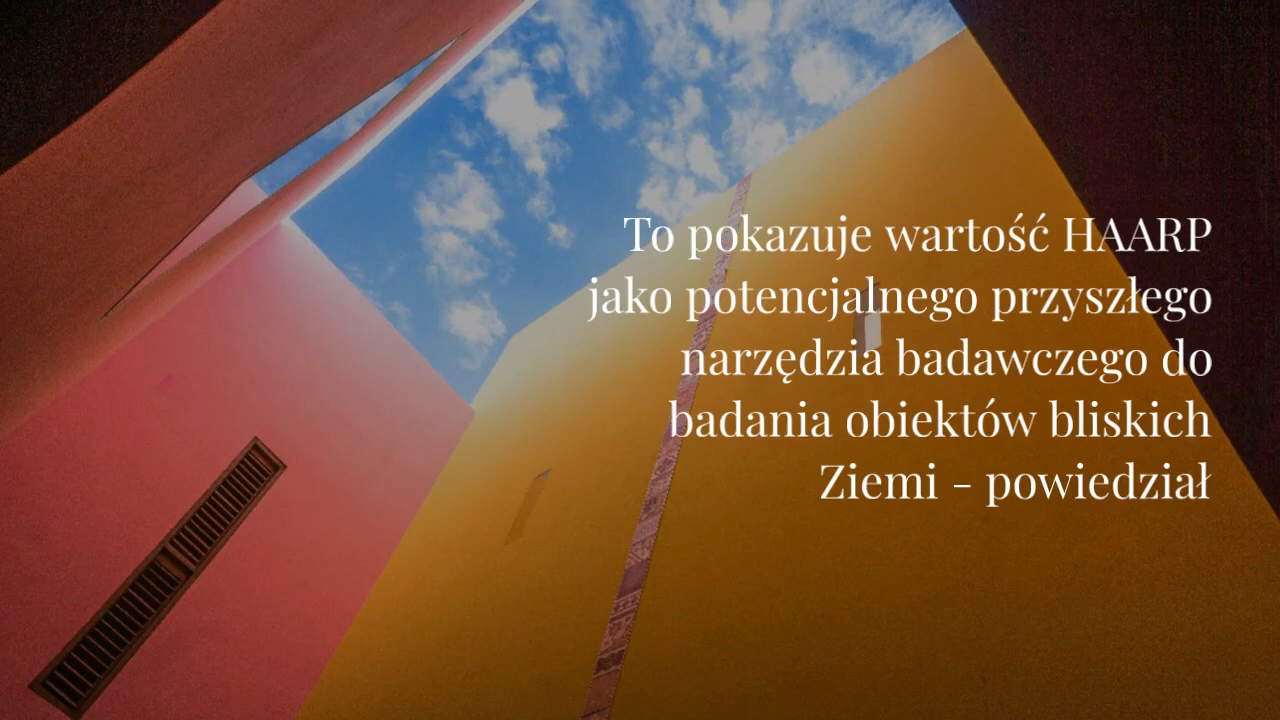 To pokazuje wartość HAARP
jako potencjalnego przyszłego
narzędzia badawczego do
badania obiektów bliskich
Ziemi - powiedział